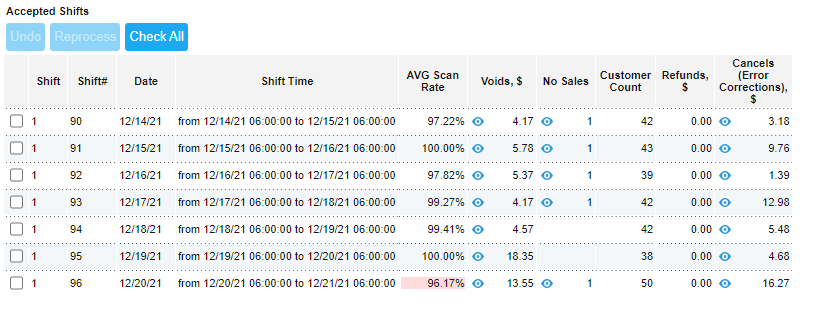 Accepted Shifts
Undo Reprocess Check All
Shift Shift# Date Shift Time AVG Scan Rate Voids, $ No Sales Customer Count Refunds, $ Cancels (Error Corrections), $
1 90 12/14/21 from 12/14/21 06:00:00 to 12/15/21 06:00:00 97.22% 4.17 1 42 0.00 3.18
1 91 12/15/21 from 12/15/21 06:00:00 to 12/16/21 06:00:00 100.00% 5.78 1 43 0.00 9.76
1 92 12/16/21 from 12/16/21 06:00:00 to 12/17/21 06:00:00 97.82% 5.37 1 39 0.00 1.39
1 93 12/17/21 from 12/17/21 06:00:00 to 12/18/21 06:00:00 99.27% 4.17 1 42 0.00 12.98
1 94 12/18/21 from 12/18/21 06:00:00 to 12/19/21 06:00:00 99.41% 4.57 42 0.00 5.48
1 95 12/19/21 from 12/19/21 06:00:00 to 12/20/21 06:00:00 100.00% 18.35 38 0.00 4.68
1 96 12/20/21 from 12/20/21 06:00:00 to 12/21/21 06:00:00 96.17% 13.55 1 50 0.00 16.27